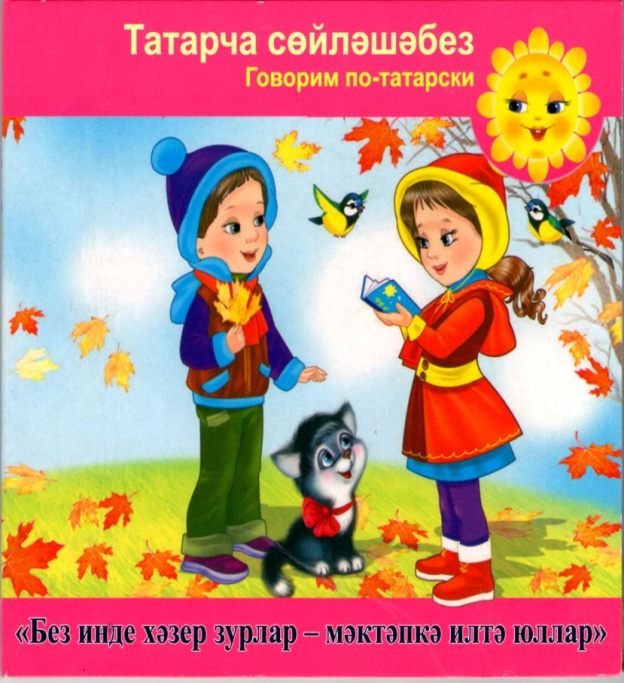 Татарча сөйләшәбез
Говорим по-татарски
«Без инде хәзер зурлар – мәктәпкә илтә юллар»